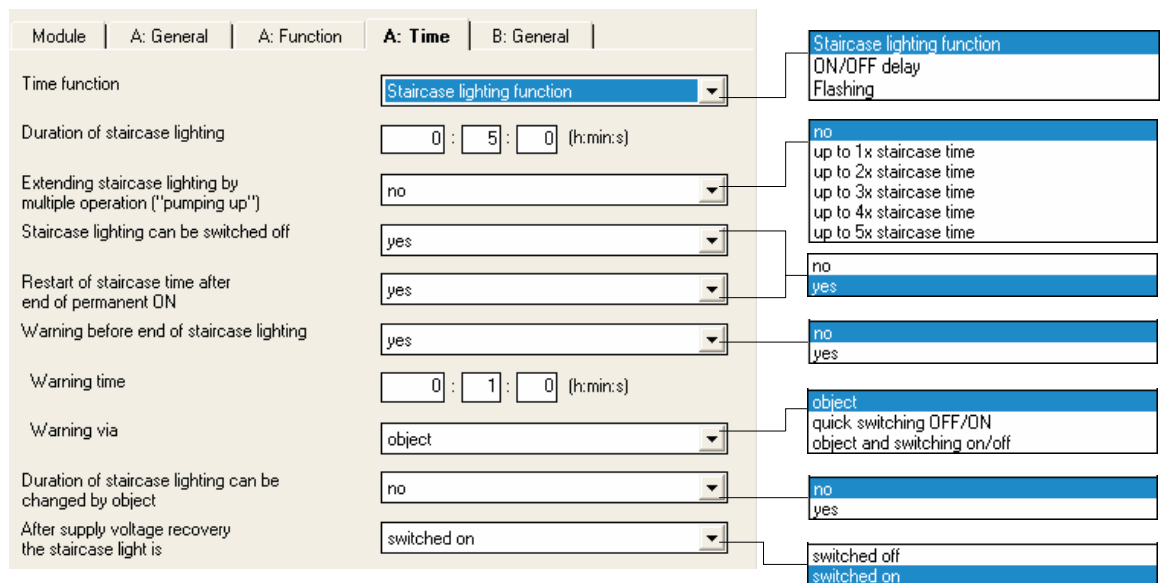 Module A: General A: Function A: Time B: General
Time function
Staircase lighting function
Staircase lighting function
ON/OFF delay
Flashing
Duration of staircase lighting
0 : 5 : 0 (h:min:s)
Extending staircase lighting by
multiple operation ("pumping up")
no
no
up to 1x staircase time
up to 2x staircase time
up to 3x staircase time
up to 4x staircase time
up to 5x staircase time
Staircase lighting can be switched off
yes
Restart of staircase time after
end of permanent ON
yes
no
yes
Warning before end of staircase lighting
yes
no
yes
Warning time
0 : 1 : 0 (h:min:s)
Warning via
object
object
quick switching OFF/ON
object and switching on/off
Duration of staircase lighting can be
changed by object
no
no
yes
After supply voltage recovery
the staircase light is
switched on
switched off
switched on